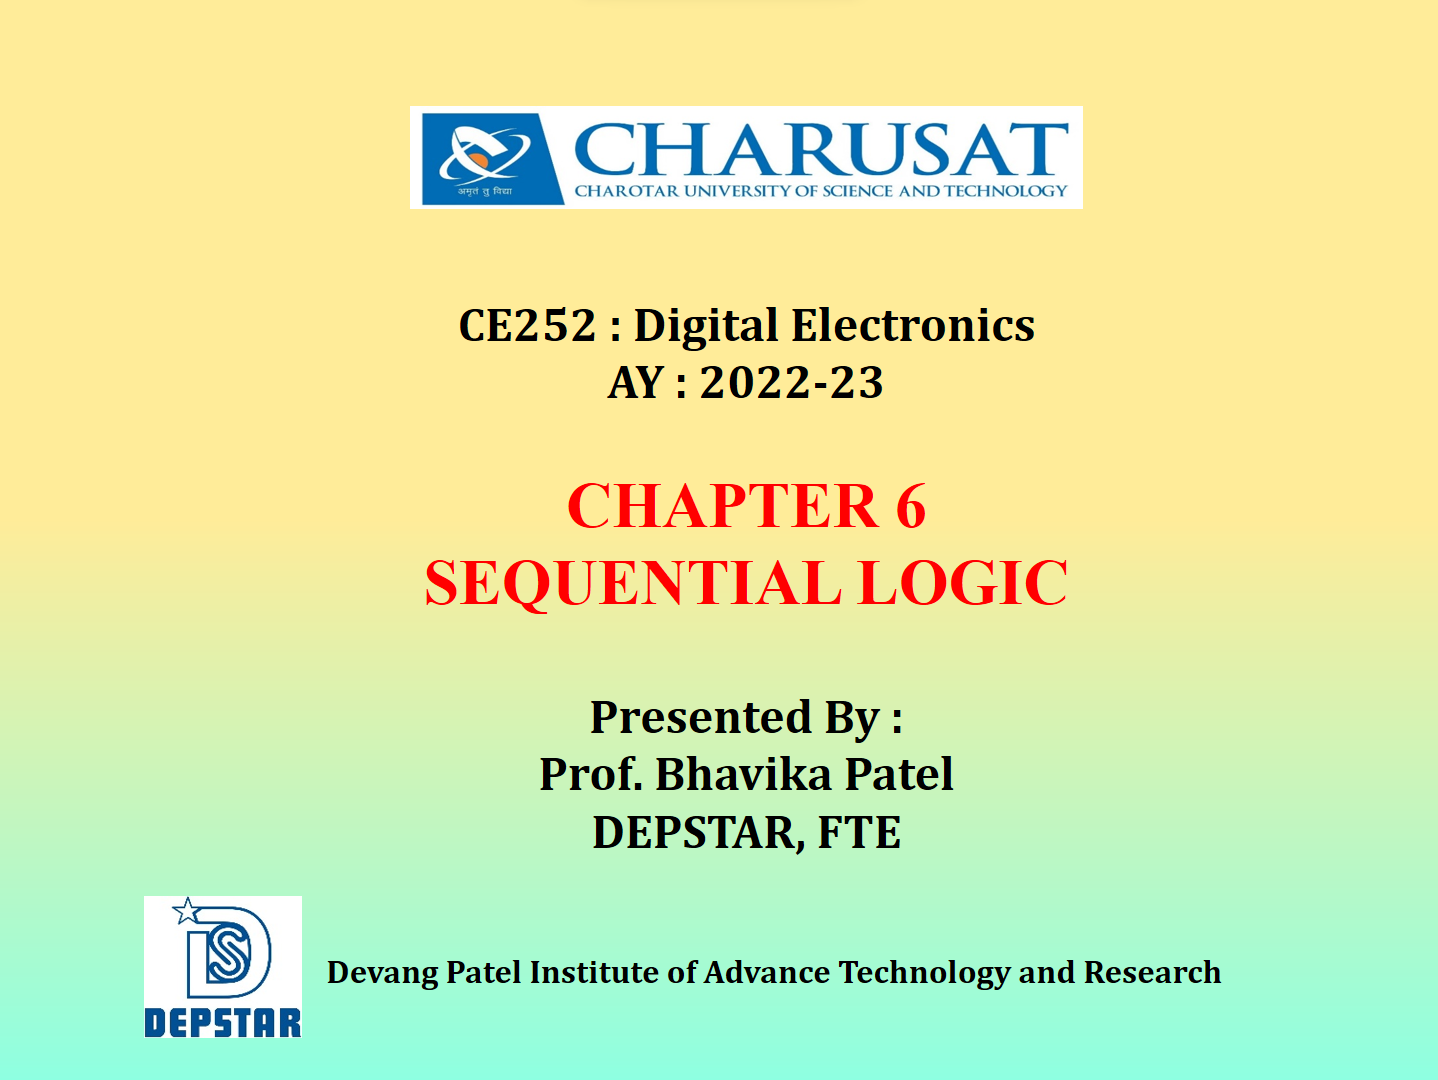 CHARUSAT
CHAROTAR UNIVERSITY OF SCIENCE AND TECHNOLOGY
अमृतं तु विद्या
CE252 : Digital Electronics
AY : 2022-23
CHAPTER 6
SEQUENTIAL LOGIC
Presented By :
Prof. Bhavika Patel
DEPSTAR, FTE
DEPSTAR
Devang Patel Institute of Advance Technology and Research